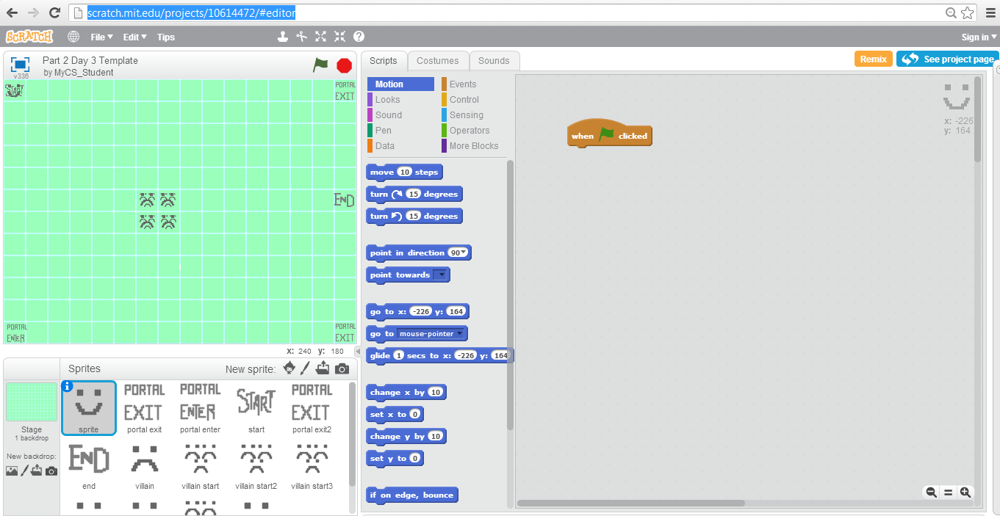 scratch.mit.edu/projects/10614472/#editor
SCRATCH File Edit Tips Sign in
v336 Part 2 Day 3 Template
by MyCS_Student
Scripts Costumes Sounds
Remix See project page
START
PORTAL
EXIT
END
PORTAL
ENTER
PORTAL
EXIT
x: 240 y: 180
Motion Events
Looks Control
Sound Sensing
Pen Operators
Data More Blocks
move 10 steps
turn 15 degrees
turn 15 degrees
point in direction 90
point towards
go to x: -226 y: 164
go to mouse-pointer
glide 1 secs to x: -226 y: 164
change x by 10
set x to 0
change y by 10
set y to 0
if on edge, bounce
when clicked
x: -226
y: 164
Sprites New sprite:
Stage
1 backdrop
New backdrop:
sprite
PORTAL
EXIT
portal exit
PORTAL
ENTER
portal enter
START
start
PORTAL
EXIT
portal exit2
END
end
villain
villain start
villain start2
villain start3